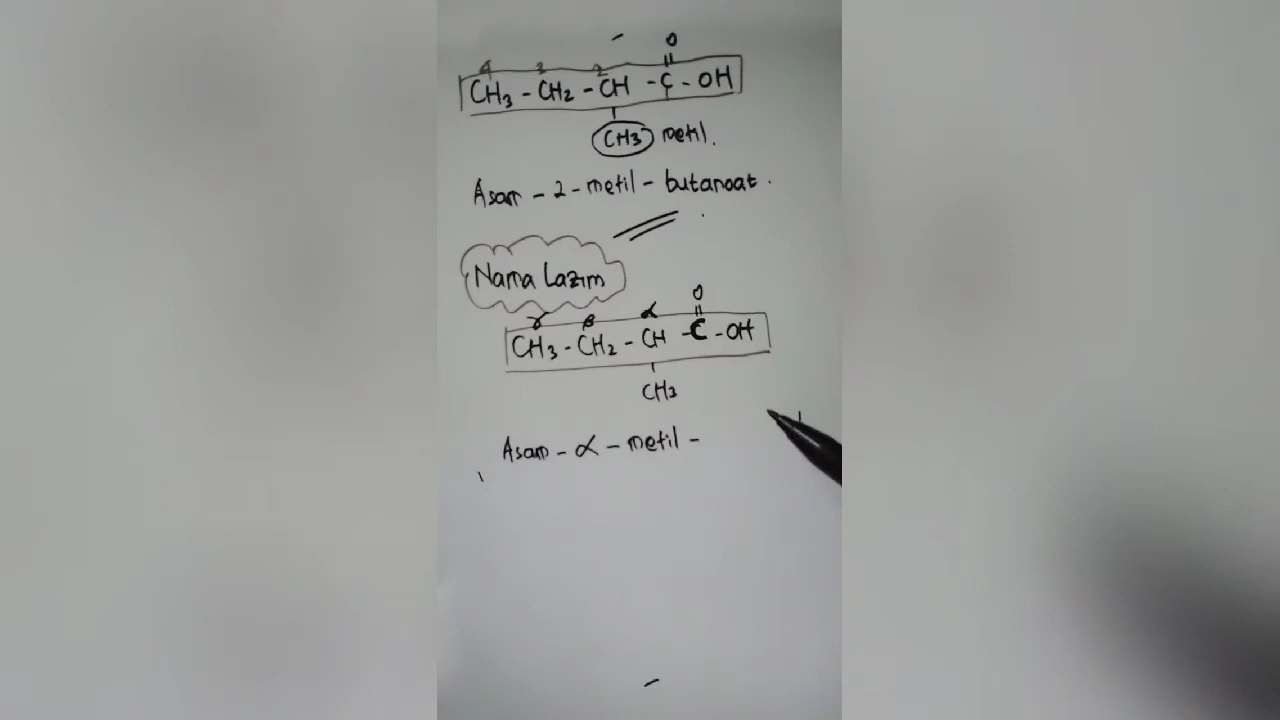 O
4 3 2
CH3 - CH2 - CH - C - OH
CH3 metil.
Asam - 2 - metil - butanoat.
Nama Lazim
O
γ β α
CH3 - CH2 - CH - C - OH
CH3
Asam - α - metil -